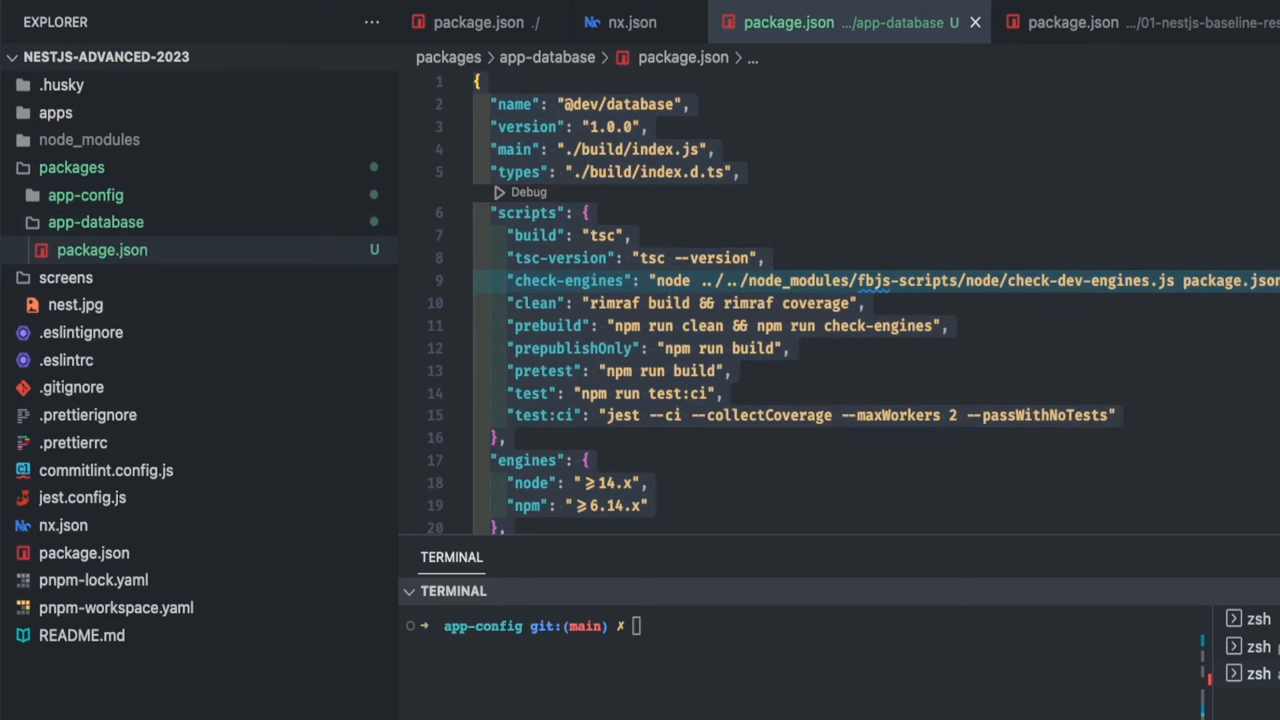 EXPLORER
NESTJS-ADVANCED-2023
.husky
apps
node_modules
packages
app-config
app-database
package.json U
screens
nest.jpg
.eslintignore
.eslintrc
.gitignore
.prettierignore
.prettierrc
commitlint.config.js
jest.config.js
nx.json
package.json
pnpm-lock.yaml
pnpm-workspace.yaml
README.md
package.json ./
nx.json
package.json .../app-database U
package.json .../01-nestjs-baseline-res
packages > app-database > package.json > ...
1 {
2 "name": "@dev/database",
3 "version": "1.0.0",
4 "main": "./build/index.js",
5 "types": "./build/index.d.ts",
Debug
6 "scripts": {
7 "build": "tsc",
8 "tsc-version": "tsc --version",
9 "check-engines": "node ../../node_modules/fbjs-scripts/node/check-dev-engines.js package.json
10 "clean": "rimraf build && rimraf coverage",
11 "prebuild": "npm run clean && npm run check-engines",
12 "prepublishOnly": "npm run build",
13 "pretest": "npm run build",
14 "test": "npm run test:ci",
15 "test:ci": "jest --ci --collectCoverage --maxWorkers 2 --passWithNoTests"
16 },
17 "engines": {
18 "node": ">=14.x",
19 "npm": ">=6.14.x"
20 },
TERMINAL
TERMINAL
app-config git:(main) ✗
zsh
zsh
zsh